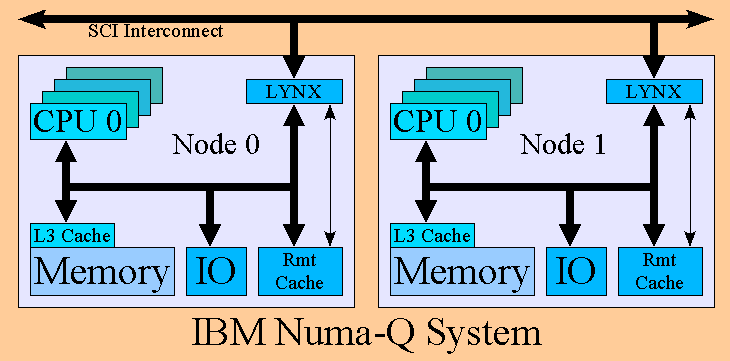 SCI Interconnect
LYNX
CPU 0
Node 0
L3 Cache
Memory
IO
Rmt
Cache
LYNX
CPU 0
Node 1
L3 Cache
Memory
IO
Rmt
Cache
IBM Numa-Q System